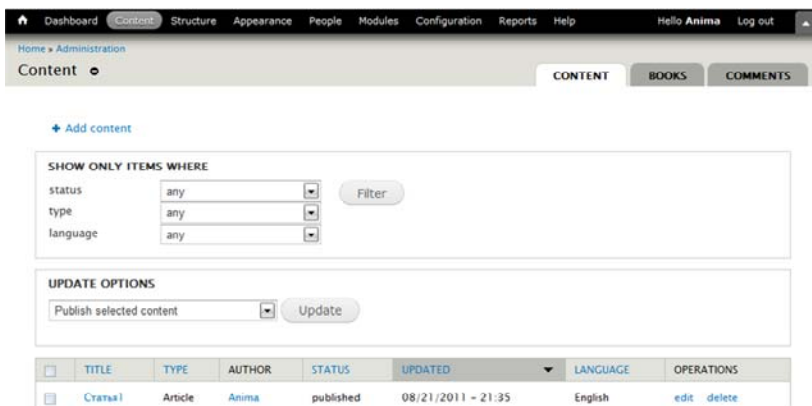 Dashboard Content Structure Appearance People Modules Configuration Reports Help Hello Anima Log out
Home » Administration
Content CONTENT BOOKS COMMENTS
+ Add content
SHOW ONLY ITEMS WHERE
status any Filter
type any
language any
UPDATE OPTIONS
Publish selected content Update
TITLE TYPE AUTHOR STATUS UPDATED LANGUAGE OPERATIONS
Статья1 Article Anima published 08/21/2011 - 21:35 English edit delete